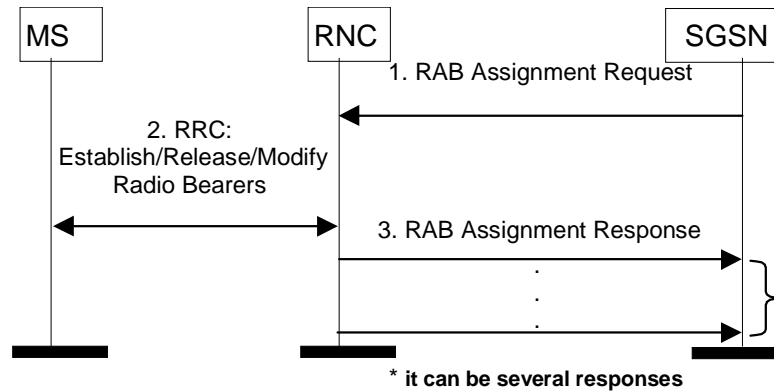 MS
RNC
SGSN
1. RAB Assignment Request
2. RRC:
Establish/Release/Modify
Radio Bearers
3. RAB Assignment Response
.
.
.
* it can be several responses